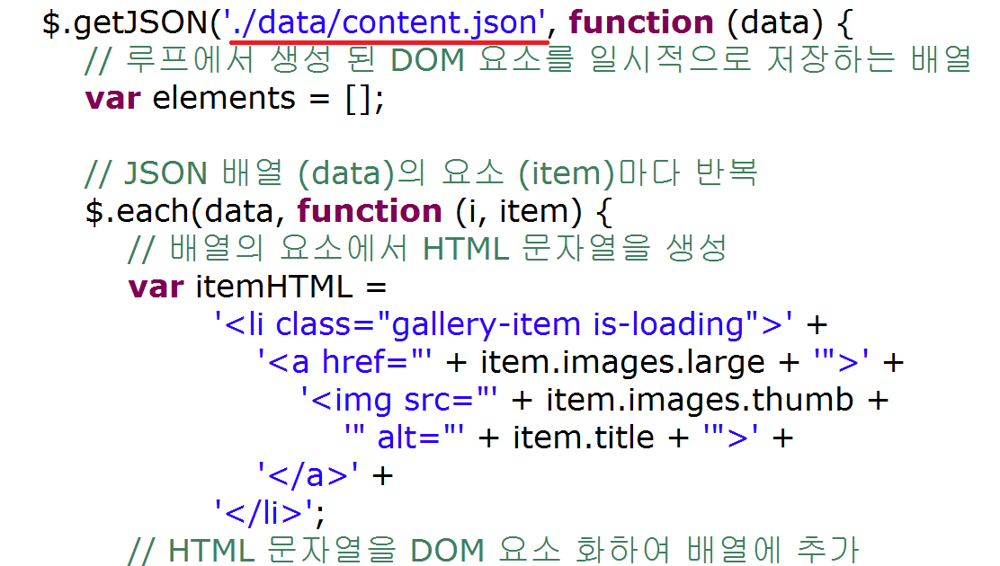 $.getJSON('./data/content.json', function (data) {
// 루프에서 생성 된 DOM 요소를 일시적으로 저장하는 배열
var elements = [];
// JSON 배열 (data)의 요소 (item)마다 반복
$.each(data, function (i, item) {
// 배열의 요소에서 HTML 문자열을 생성
var itemHTML =
'<li class="gallery-item is-loading">' +
'<a href="' + item.images.large + '">' +
'<img src="' + item.images.thumb +
'" alt="' + item.title + '">' +
'</a>' +
'</li>';
// HTML 문자열을 DOM 요소 화하여 배열에 추가